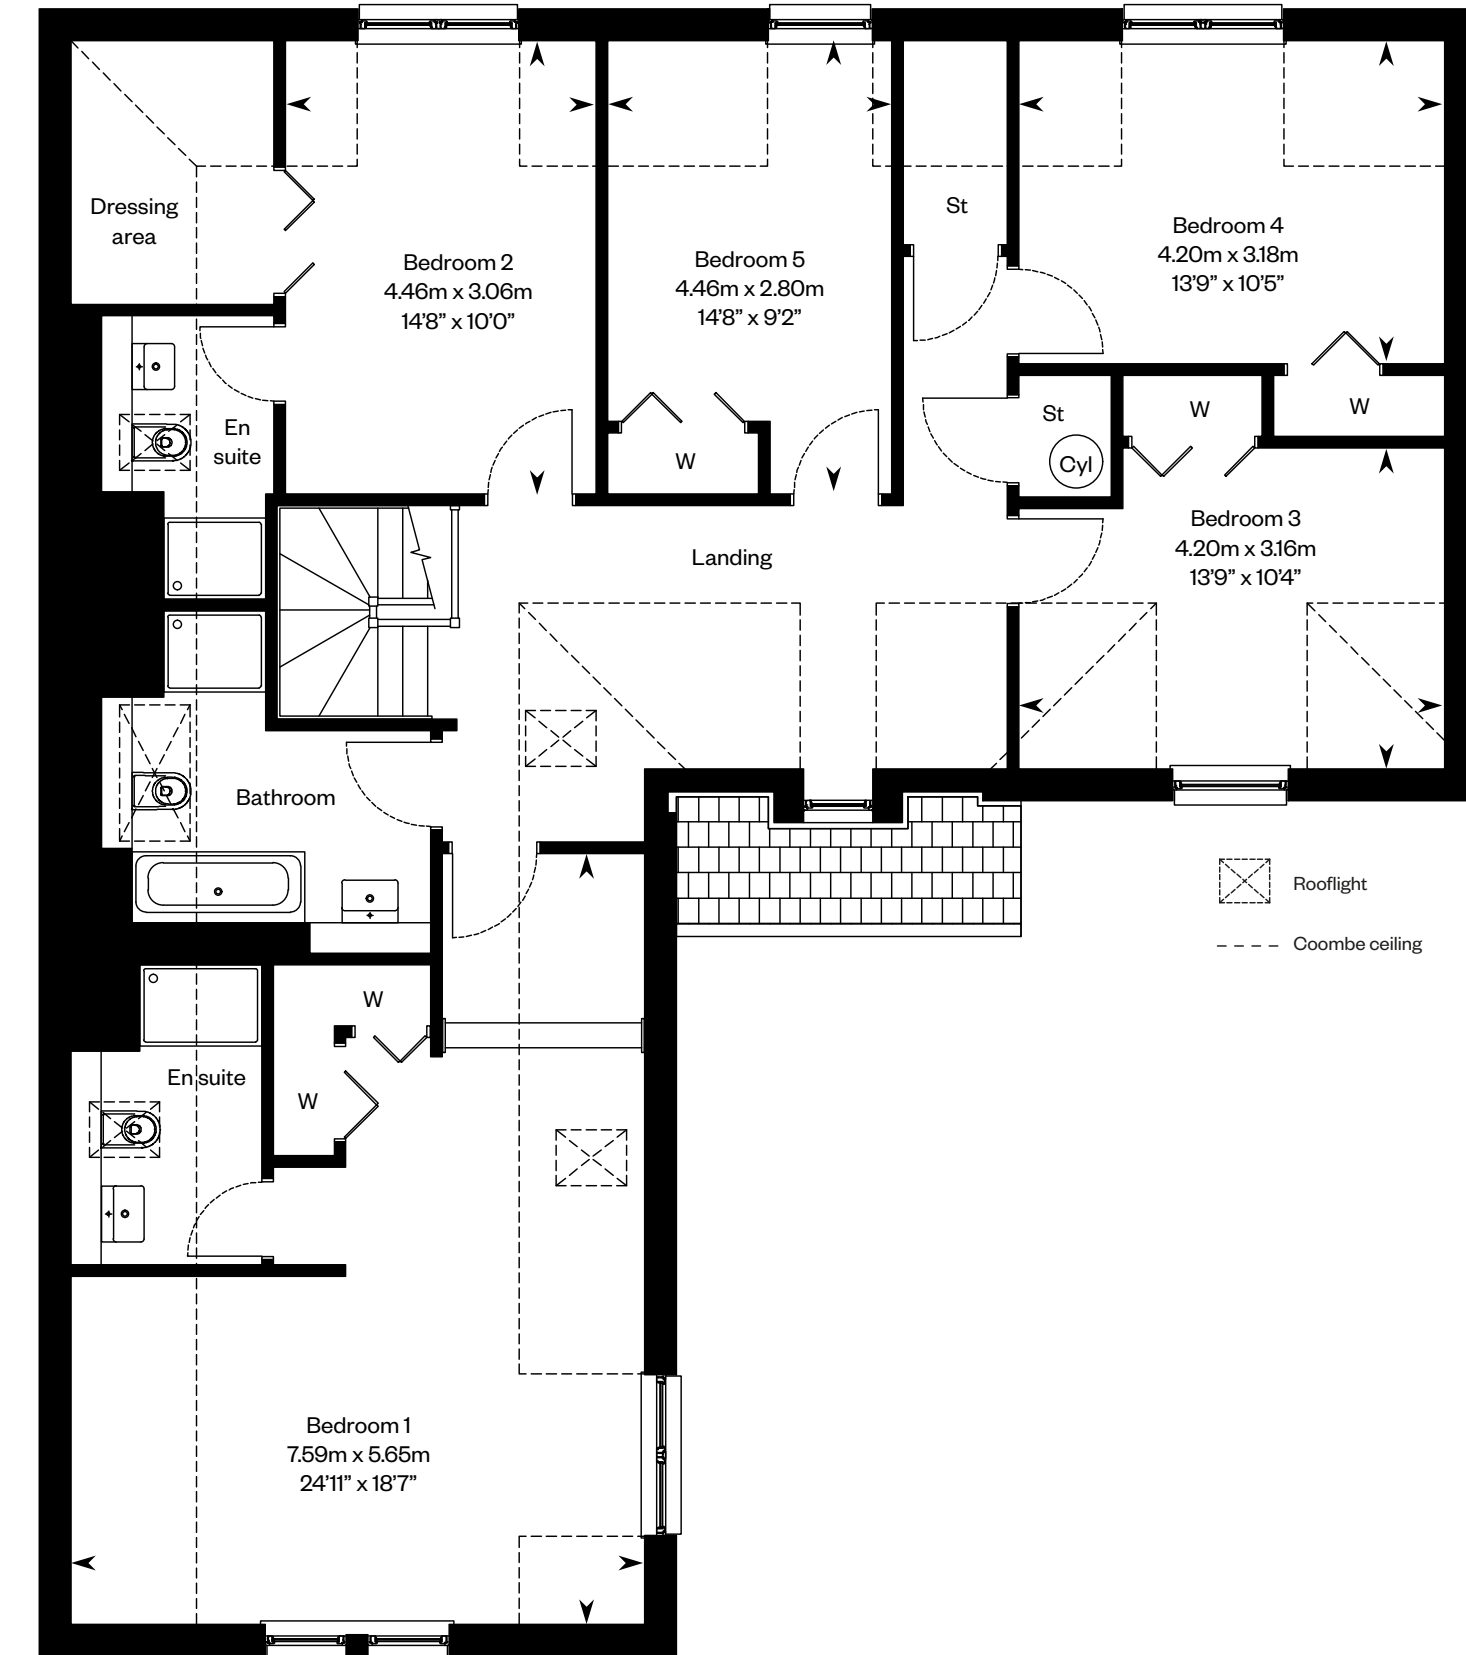 Dressing
area
Bedroom 2
4.46m x 3.06m
14’8” x 10’0”
Bedroom 5
4.46m x 2.80m
14’8” x 9’2”
St
Bedroom 4
4.20m x 3.18m
13’9” x 10’5”
En
suite
W
St
Cyl
W
W
Bedroom 3
4.20m x 3.16m
13’9” x 10’4”
Landing
Bathroom
Rooflight
Coombe ceiling
W
En suite
W
Bedroom 1
7.59m x 5.65m
24’11” x 18’7”